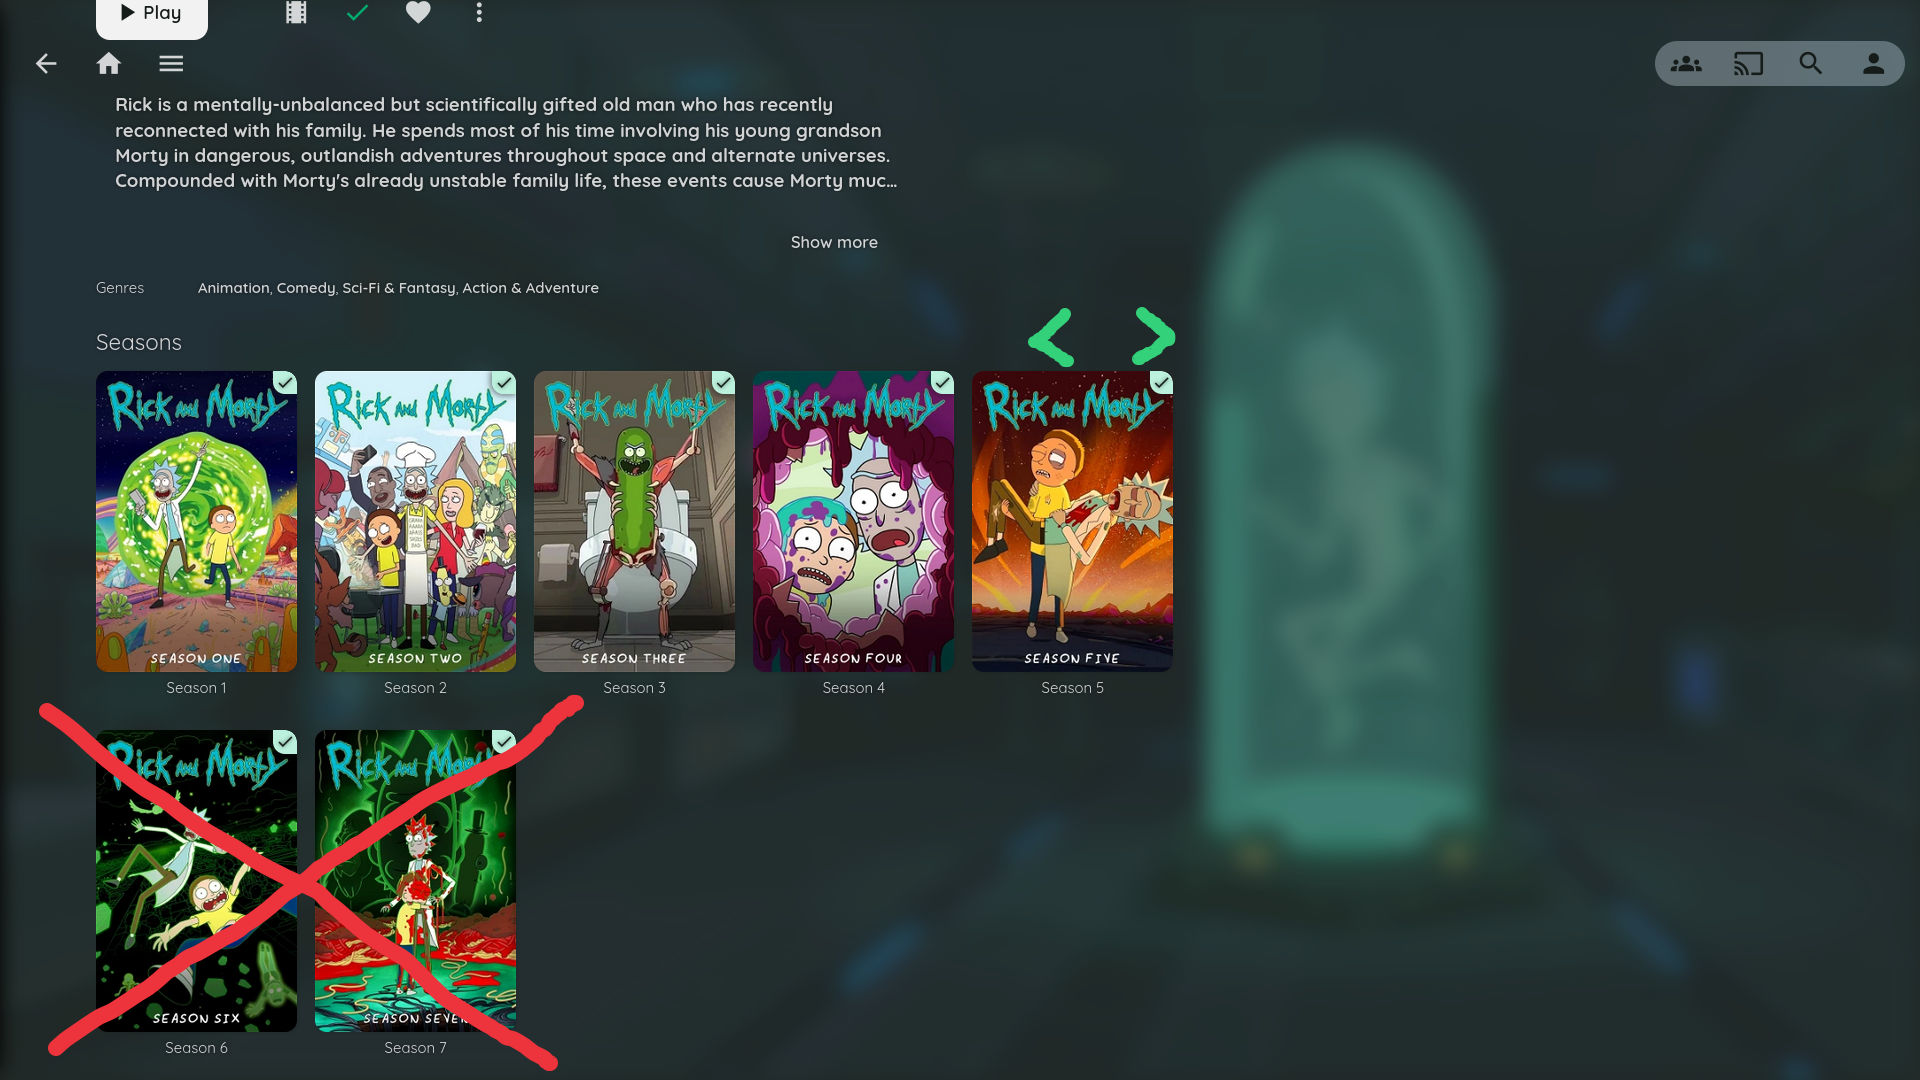 Play
Rick is a mentally-unbalanced but scientifically gifted old man who has recently
reconnected with his family. He spends most of his time involving his young grandson
Morty in dangerous, outlandish adventures throughout space and alternate universes.
Compounded with Morty's already unstable family life, these events cause Morty muc...
Show more
Genres Animation, Comedy, Sci-Fi & Fantasy, Action & Adventure
Seasons
< >
Rick and Morty Rick and Morty Rick and Morty Rick and Morty Rick and Morty
SEASON ONE SEASON TWO SEASON THREE SEASON FOUR SEASON FIVE
Season 1 Season 2 Season 3 Season 4 Season 5
Rick and Morty Rick and Morty
SEASON SIX SEASON SEVEN
Season 6 Season 7